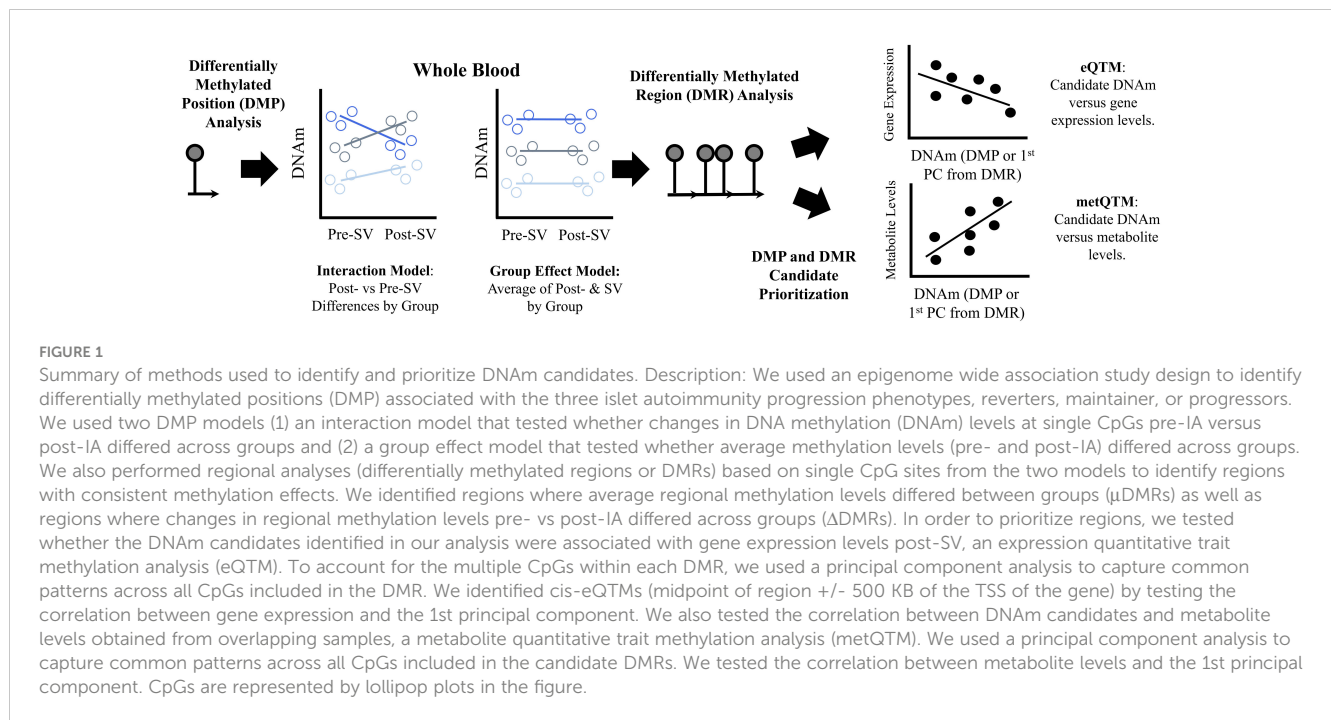 Differentially
Methylated
Position (DMP)
Analysis
Whole Blood
DNAm
Pre-SV Post-SV
Interaction Model:
Post- vs Pre-SV
Differences by Group
DNAm
Pre-SV Post-SV
Group Effect Model:
Average of Post- & SV
by Group
Differentially Methylated
Region (DMR) Analysis
DMP and DMR
Candidate
Prioritization
Gene Expression
DNAm (DMP or 1st
PC from DMR)
eQTM:
Candidate DNAm
versus gene
expression levels.
Metabolite Levels
DNAm (DMP or
1st PC from DMR)
metQTM:
Candidate DNAm
versus metabolite
levels.
FIGURE 1
Summary of methods used to identify and prioritize DNAm candidates. Description: We used an epigenome wide association study design to identify
differentially methylated positions (DMP) associated with the three islet autoimmunity progression phenotypes, reverters, maintainer, or progressors.
We used two DMP models (1) an interaction model that tested whether changes in DNA methylation (DNAm) levels at single CpGs pre-IA versus
post-IA differed across groups and (2) a group effect model that tested whether average methylation levels (pre- and post-IA) differed across groups.
We also performed regional analyses (differentially methylated regions or DMRs) based on single CpG sites from the two models to identify regions
with consistent methylation effects. We identified regions where average regional methylation levels differed between groups (μDMRs) as well as
regions where changes in regional methylation levels pre- vs post-IA differed across groups (ΔDMRs). In order to prioritize regions, we tested
whether the DNAm candidates identified in our analysis were associated with gene expression levels post-SV, an expression quantitative trait
methylation analysis (eQTM). To account for the multiple CpGs within each DMR, we used a principal component analysis to capture common
patterns across all CpGs included in the DMR. We identified cis-eQTMs (midpoint of region +/- 500 KB of the TSS of the gene) by testing the
correlation between gene expression and the 1st principal component. We also tested the correlation between DNAm candidates and metabolite
levels obtained from overlapping samples, a metabolite quantitative trait methylation analysis (metQTM). We used a principal component analysis to
capture common patterns across all CpGs included in the candidate DMRs. We tested the correlation between metabolite levels and the 1st principal
component. CpGs are represented by lollipop plots in the figure.